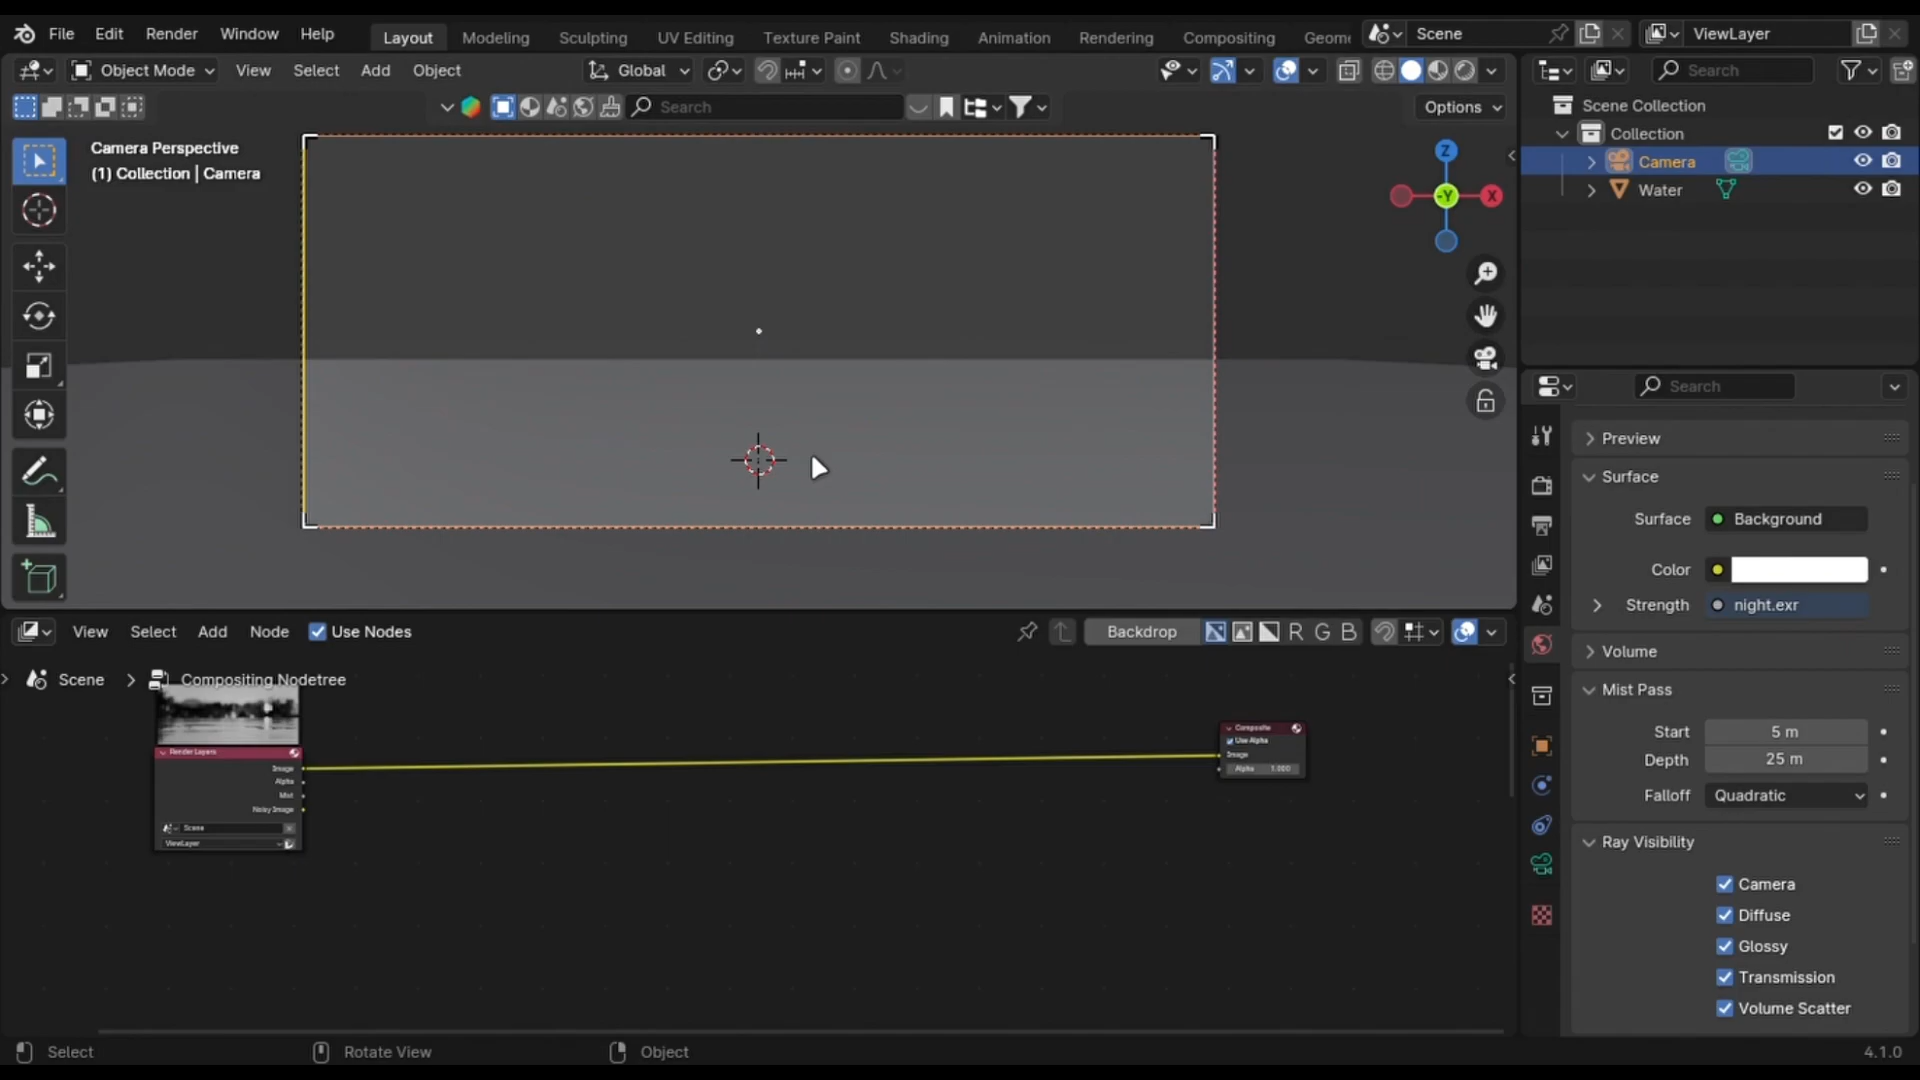 File Edit Render Window Help Layout Modeling Sculpting UV Editing Texture Paint Shading Animation Rendering Compositing Geome Scene ViewLayer
Object Mode View Select Add Object Global Search
Search Options
Camera Perspective
(1) Collection | Camera
Z
-Y X
Scene Collection
Collection
Camera
Water
Search
Preview
Surface
Surface Background
Color
Strength night.exr
Volume
Mist Pass
Start 5 m
Depth 25 m
Falloff Quadratic
Ray Visibility
Camera
Diffuse
Glossy
Transmission
Volume Scatter
View Select Add Node Use Nodes Backdrop R G B
Scene Compositing Nodetree
Render Layers
Image
Alpha
Mist
Noisy Image
Scene
ViewLayer
Composite
Use Alpha
Image
Alpha 1.000
Select Rotate View Object 4.1.0